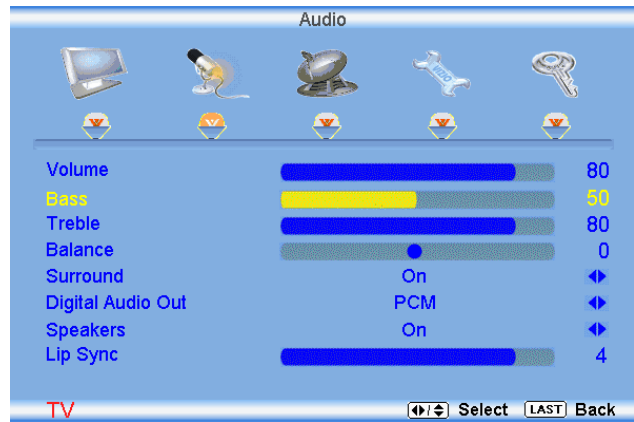 Audio
Volume 80
Bass 50
Treble 80
Balance 0
Surround On
Digital Audio Out PCM
Speakers On
Lip Sync 4
TV Select LAST Back